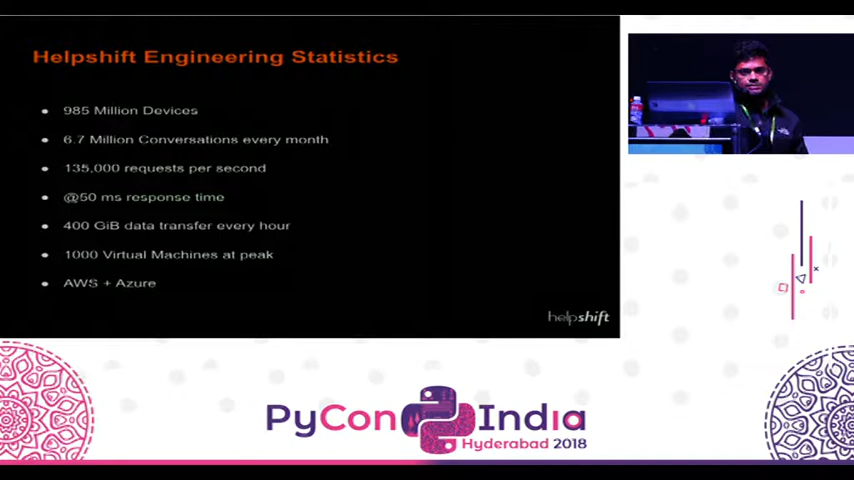 Helpshift Engineering Statistics
985 Million Devices
6.7 Million Conversations every month
135,000 requests per second
@50 ms response time
400 GiB data transfer every hour
1000 Virtual Machines at peak
AWS + Azure
helpshift
PyCon India
Hyderabad 2018